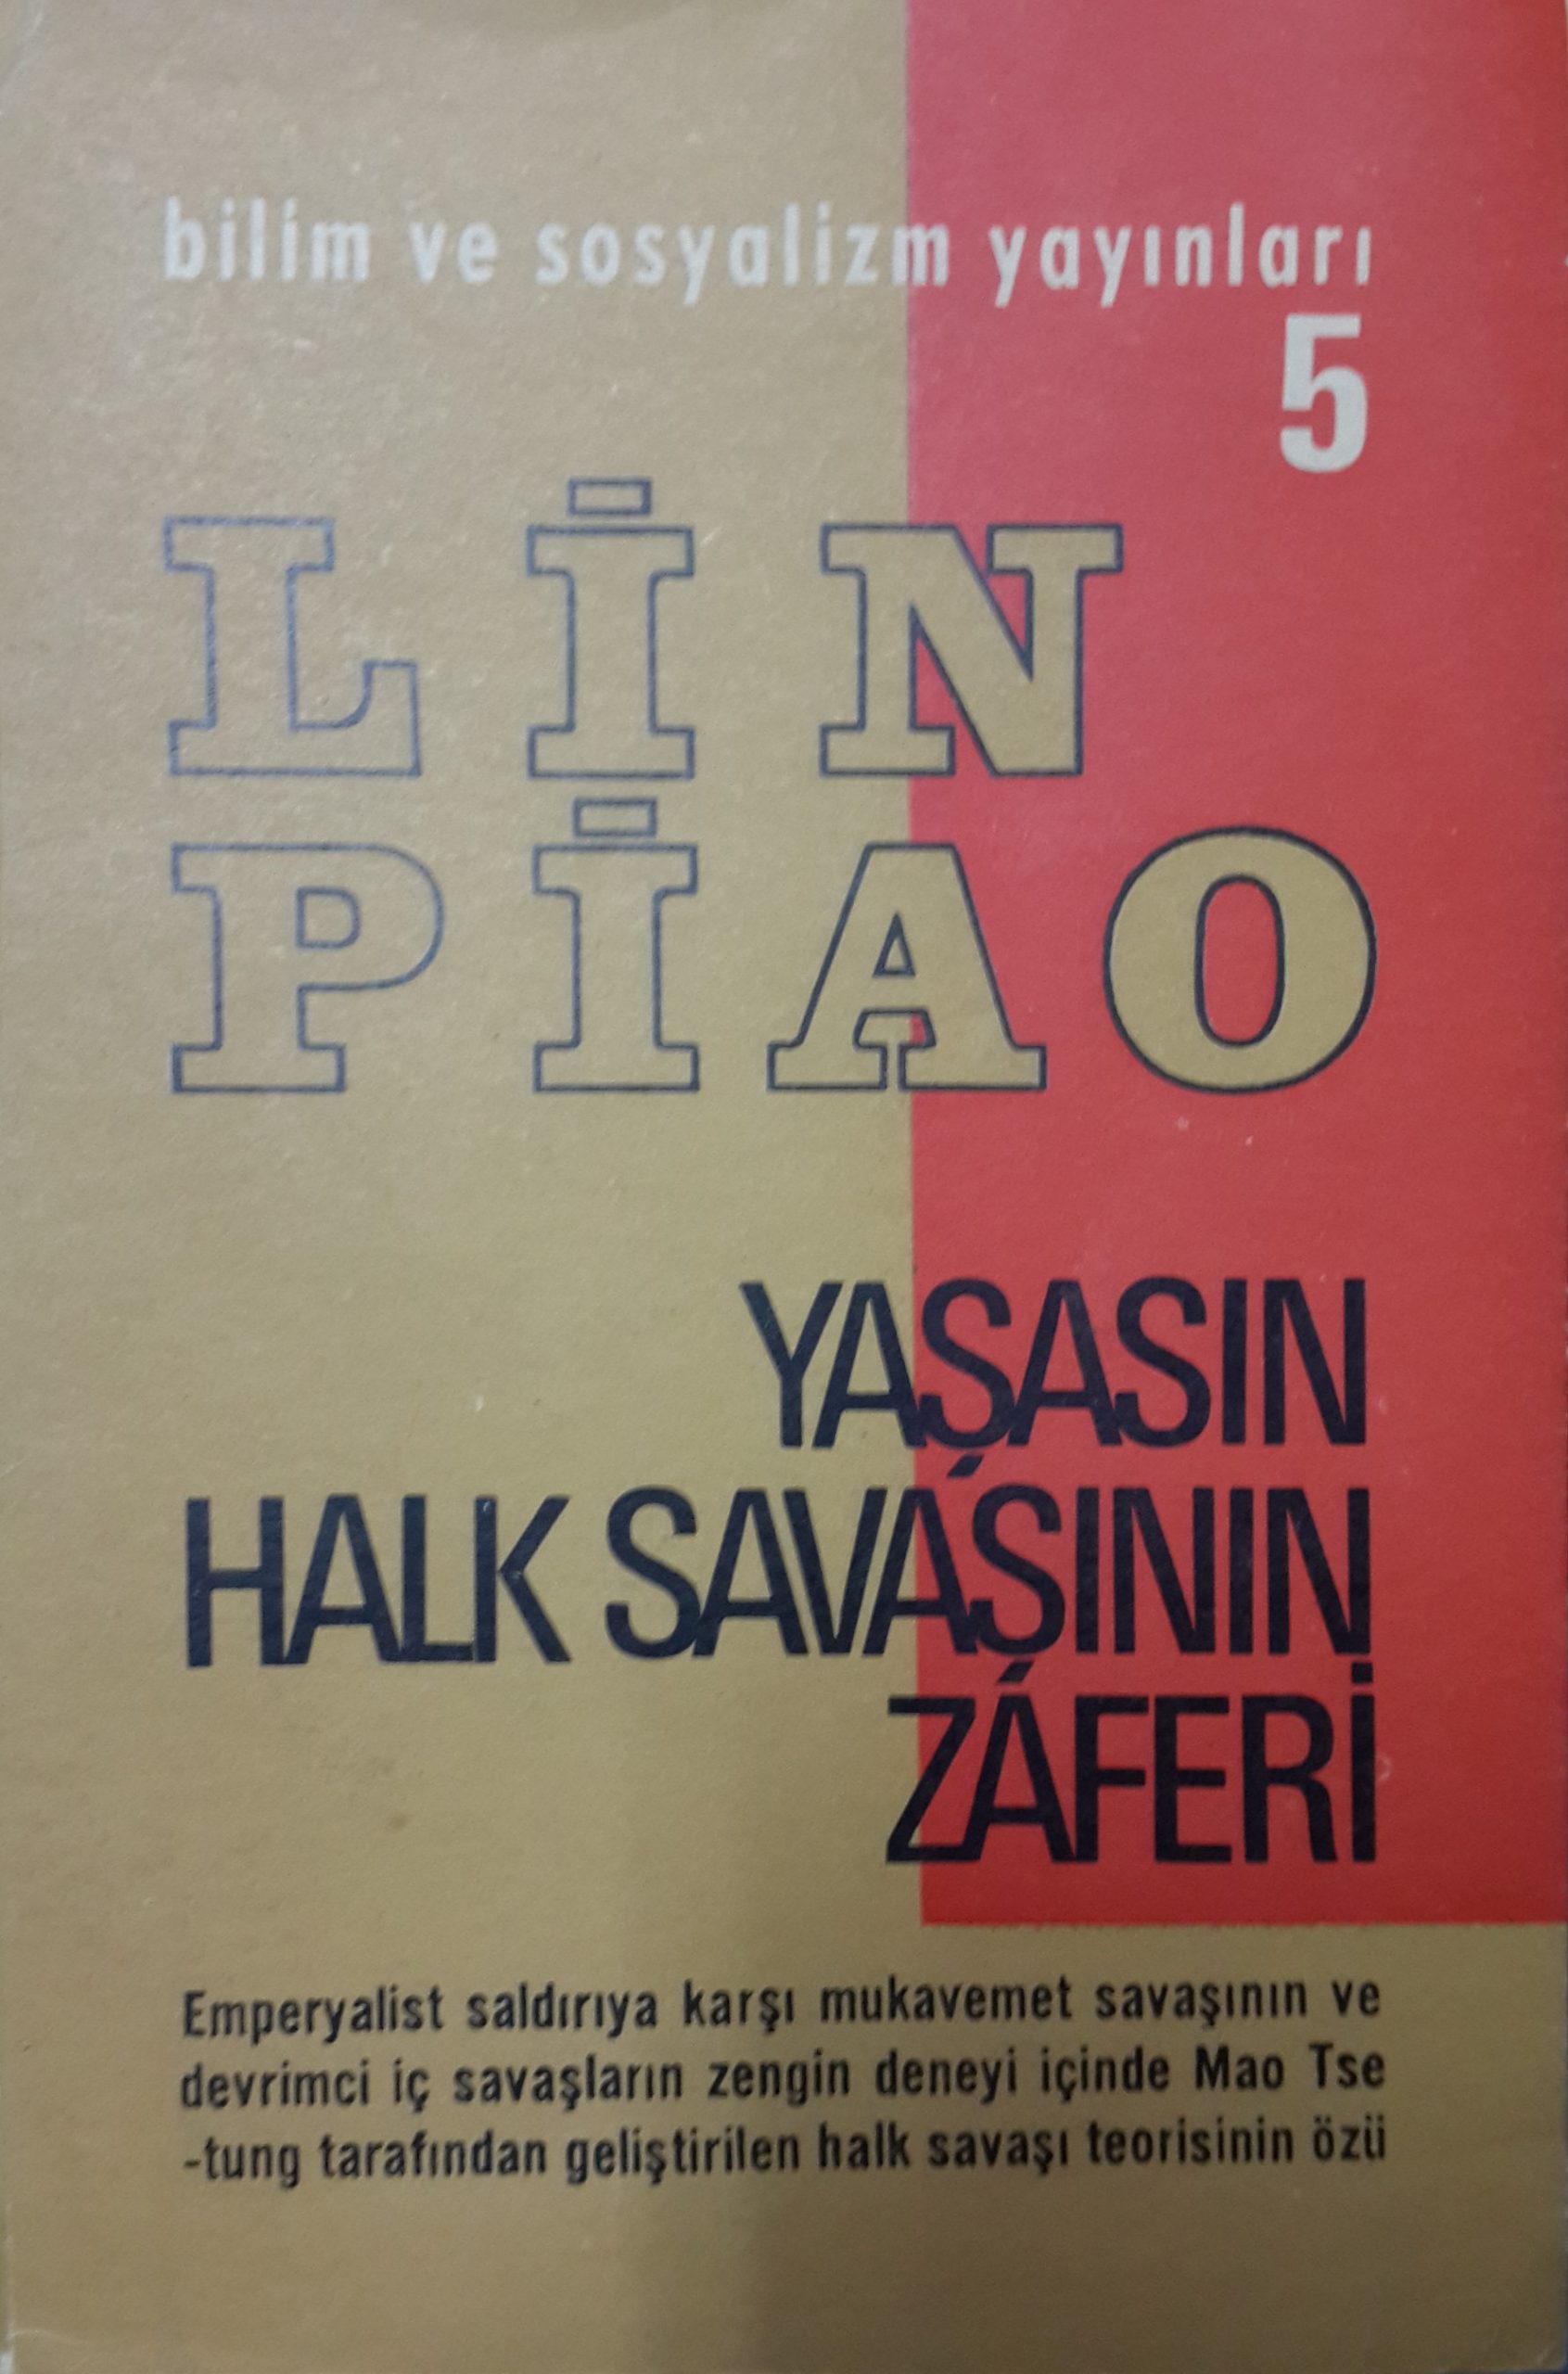 bilim ve sosyalizm yayınları
5
LİN
PİAO
YAŞASIN
HALK SAVAŞININ
ZAFERİ
Emperyalist saldırıya karşı mukavemet savaşının ve
devrimci iç savaşların zengin deneyi içinde Mao Tse
-tung tarafından geliştirilen halk savaşı teorisinin özü